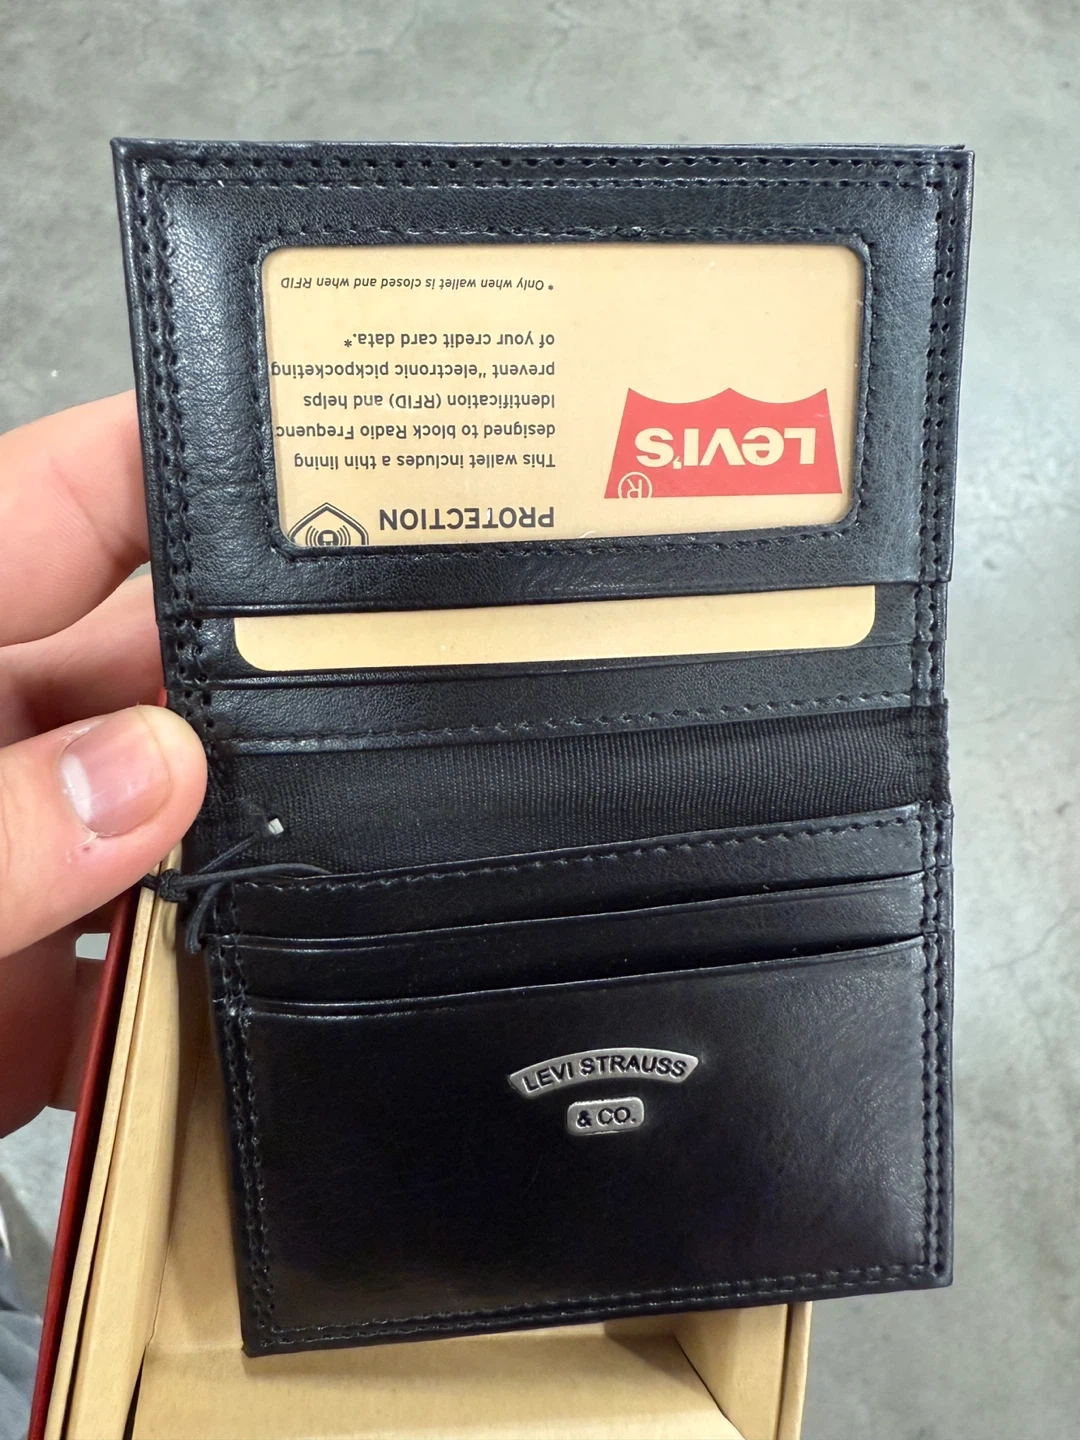 PROTECTION
This wallet includes a thin lining
designed to block Radio Frequenc
Identification (RFID) and helps
prevent "electronic pickpocketing
of your credit card data.*
* Only when wallet is closed and when RFID
LEVI'S
®
LEVI STRAUSS
& CO.